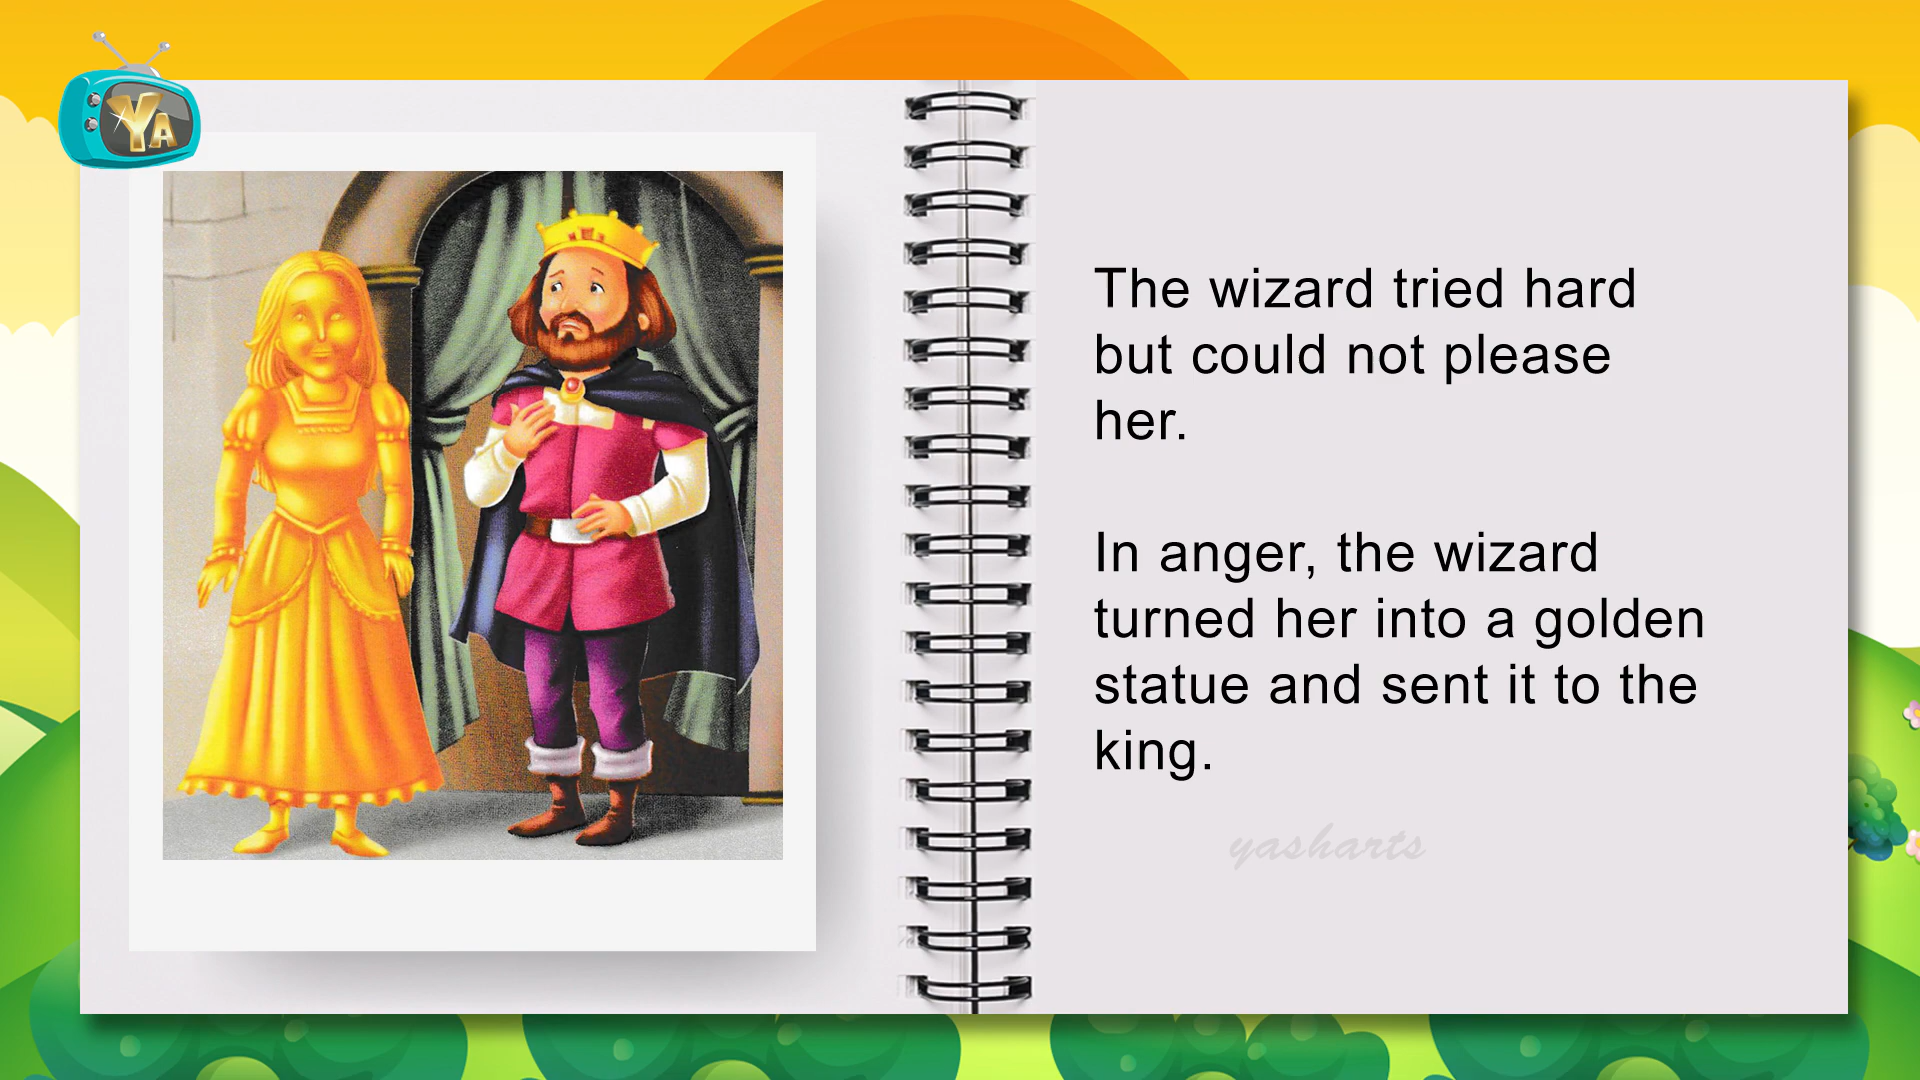 YA
The wizard tried hard
but could not please
her.
In anger, the wizard
turned her into a golden
statue and sent it to the
king.
yasharts